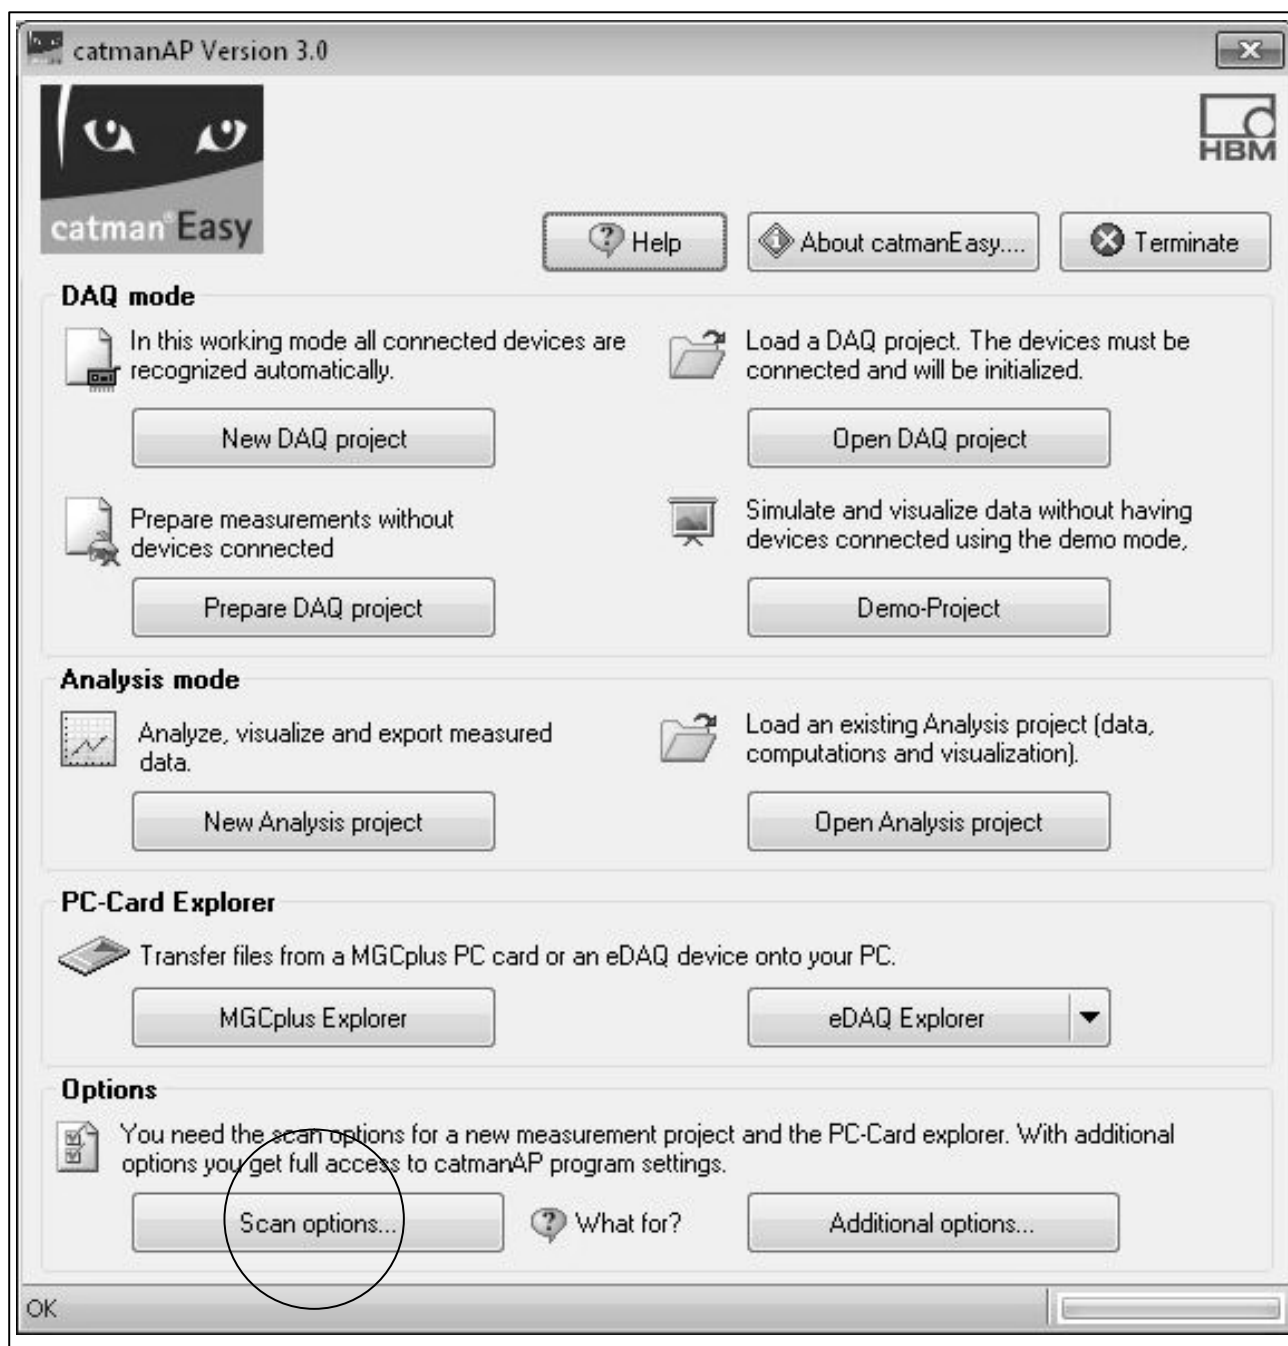 catmanAP Version 3.0
catman® Easy
HBM
Help
About catmanEasy....
Terminate
DAQ mode
In this working mode all connected devices are
recognized automatically.
Load a DAQ project. The devices must be
connected and will be initialized.
New DAQ project
Open DAQ project
Prepare measurements without
devices connected
Simulate and visualize data without having
devices connected using the demo mode,
Prepare DAQ project
Demo-Project
Analysis mode
Analyze, visualize and export measured
data.
Load an existing Analysis project (data,
computations and visualization).
New Analysis project
Open Analysis project
PC-Card Explorer
Transfer files from a MGCplus PC card or an eDAQ device onto your PC.
MGCplus Explorer
eDAQ Explorer
Options
You need the scan options for a new measurement project and the PC-Card explorer. With additional
options you get full access to catmanAP program settings.
Scan options...
What for?
Additional options...
OK